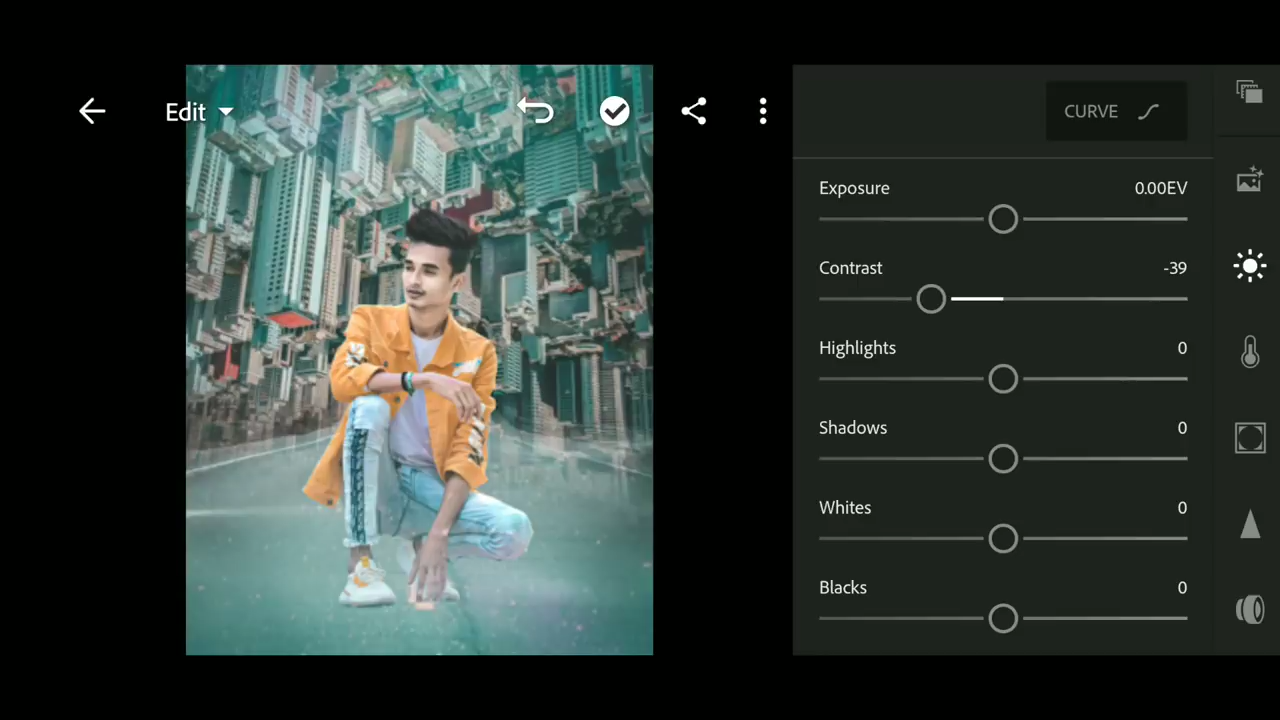 Edit
CURVE
Exposure 0.00EV
Contrast -39
Highlights 0
Shadows 0
Whites 0
Blacks 0